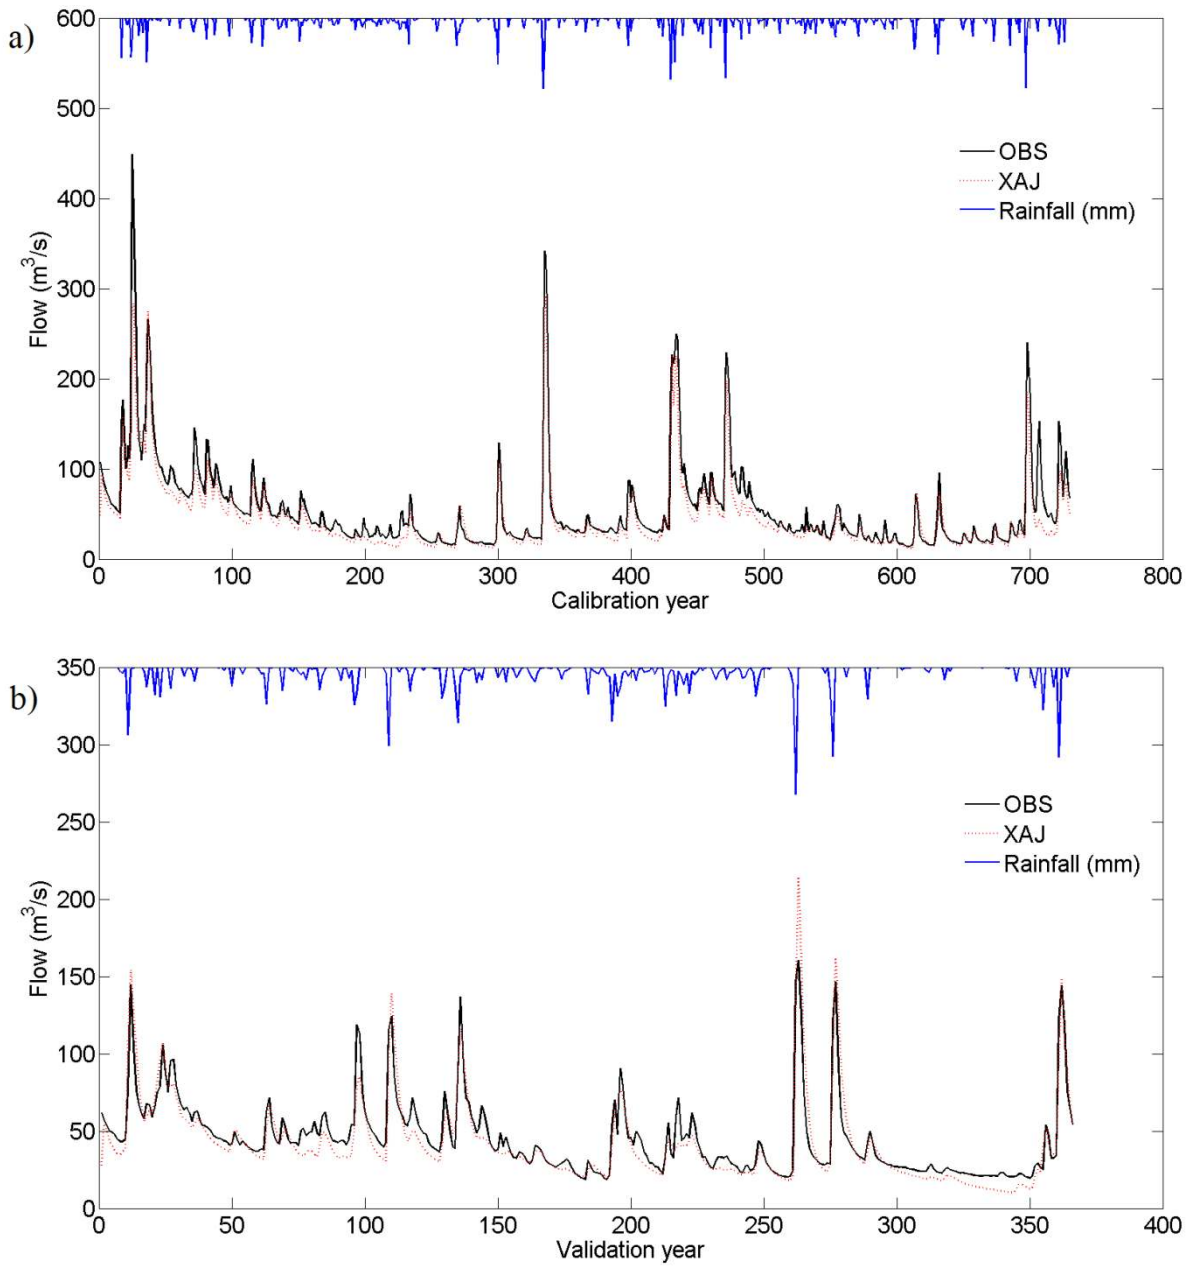 a)
600
500
400
300
200
100
0
Flow (m³/s)
OBS
XAJ
Rainfall (mm)
0 100 200 300 400 500 600 700 800
Calibration year
b)
350
300
250
200
150
100
50
0
Flow (m³/s)
OBS
XAJ
Rainfall (mm)
0 50 100 150 200 250 300 350 400
Validation year